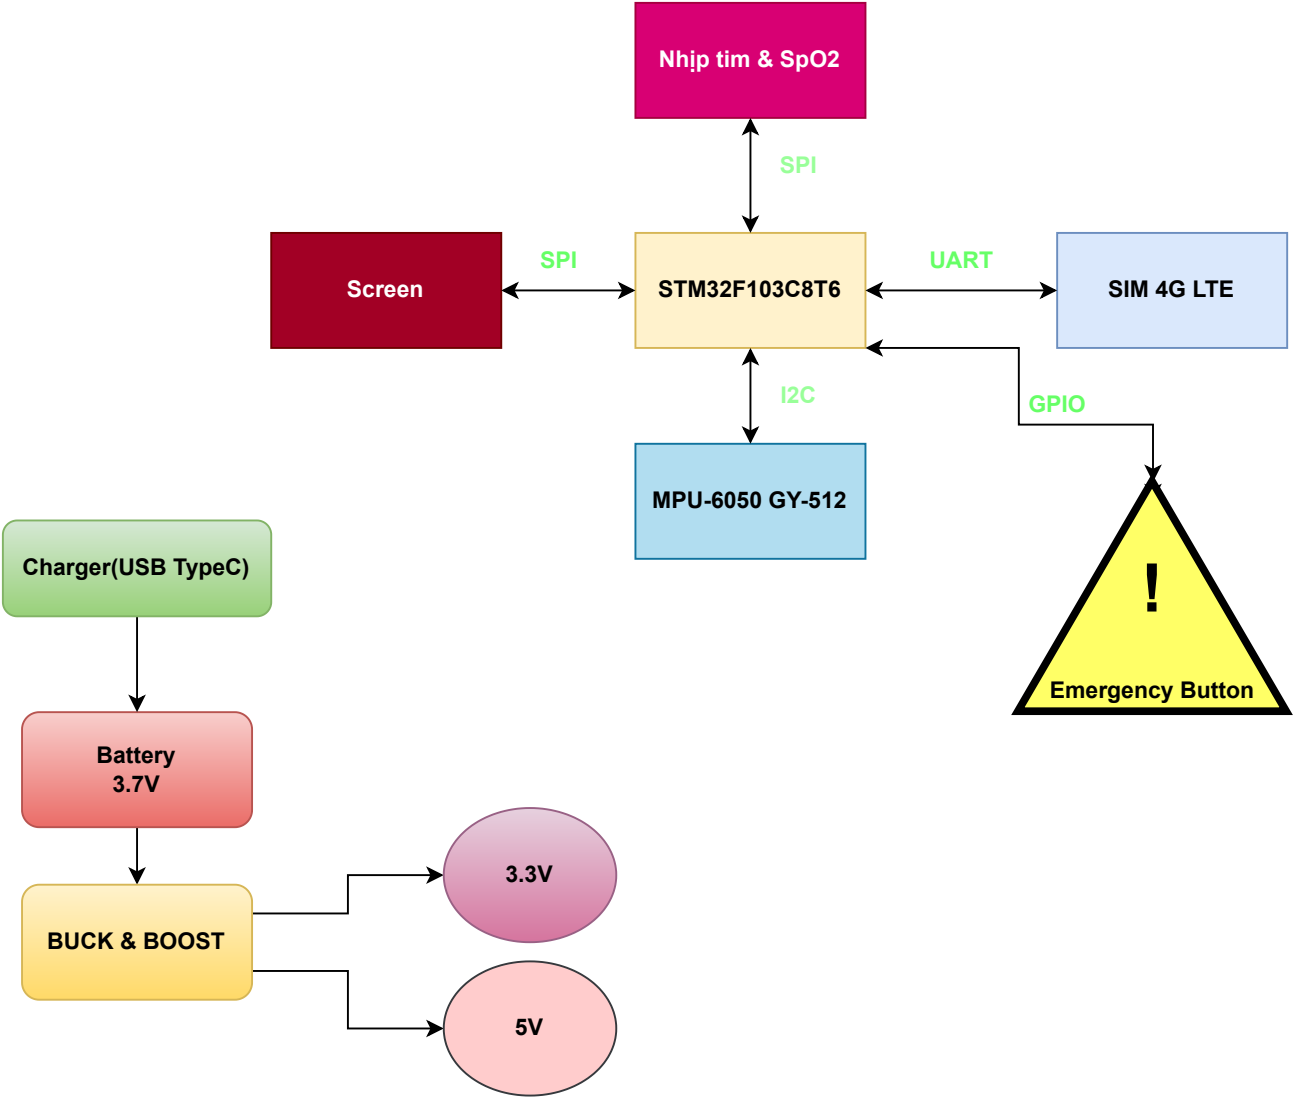 Nhịp tim & SpO2
SPI
Screen
SPI
STM32F103C8T6
UART
SIM 4G LTE
I2C
GPIO
MPU-6050 GY-512
!
Emergency Button
Charger(USB TypeC)
Battery
3.7V
BUCK & BOOST
3.3V
5V